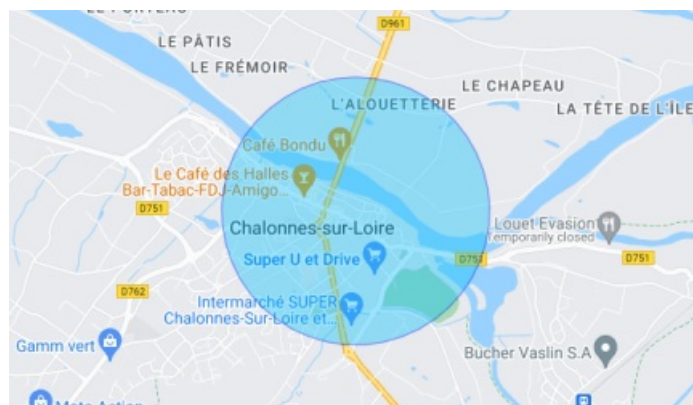 D961
LE PÂTIS
LE FRÉMOIR
LE CHAPEAU
L'ALOUETTERIE
LA TÊTE DE L'ÎLE
Café Bondu
Le Café des Halles
Bar-Tabac-FDJ-Amigo...
D751
Chalonnes-sur-Loire
Louet Evasion
Temporarily closed
Super U et Drive
D751
D751
D762
Intermarché SUPER
Chalonnes-Sur-Loire et...
Gamm vert
Bucher Vaslin S.A